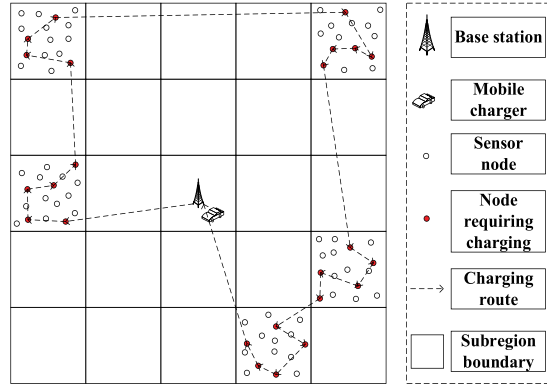 Base station
Mobile
charger
Sensor
node
Node
requiring
charging
Charging
route
Subregion
boundary